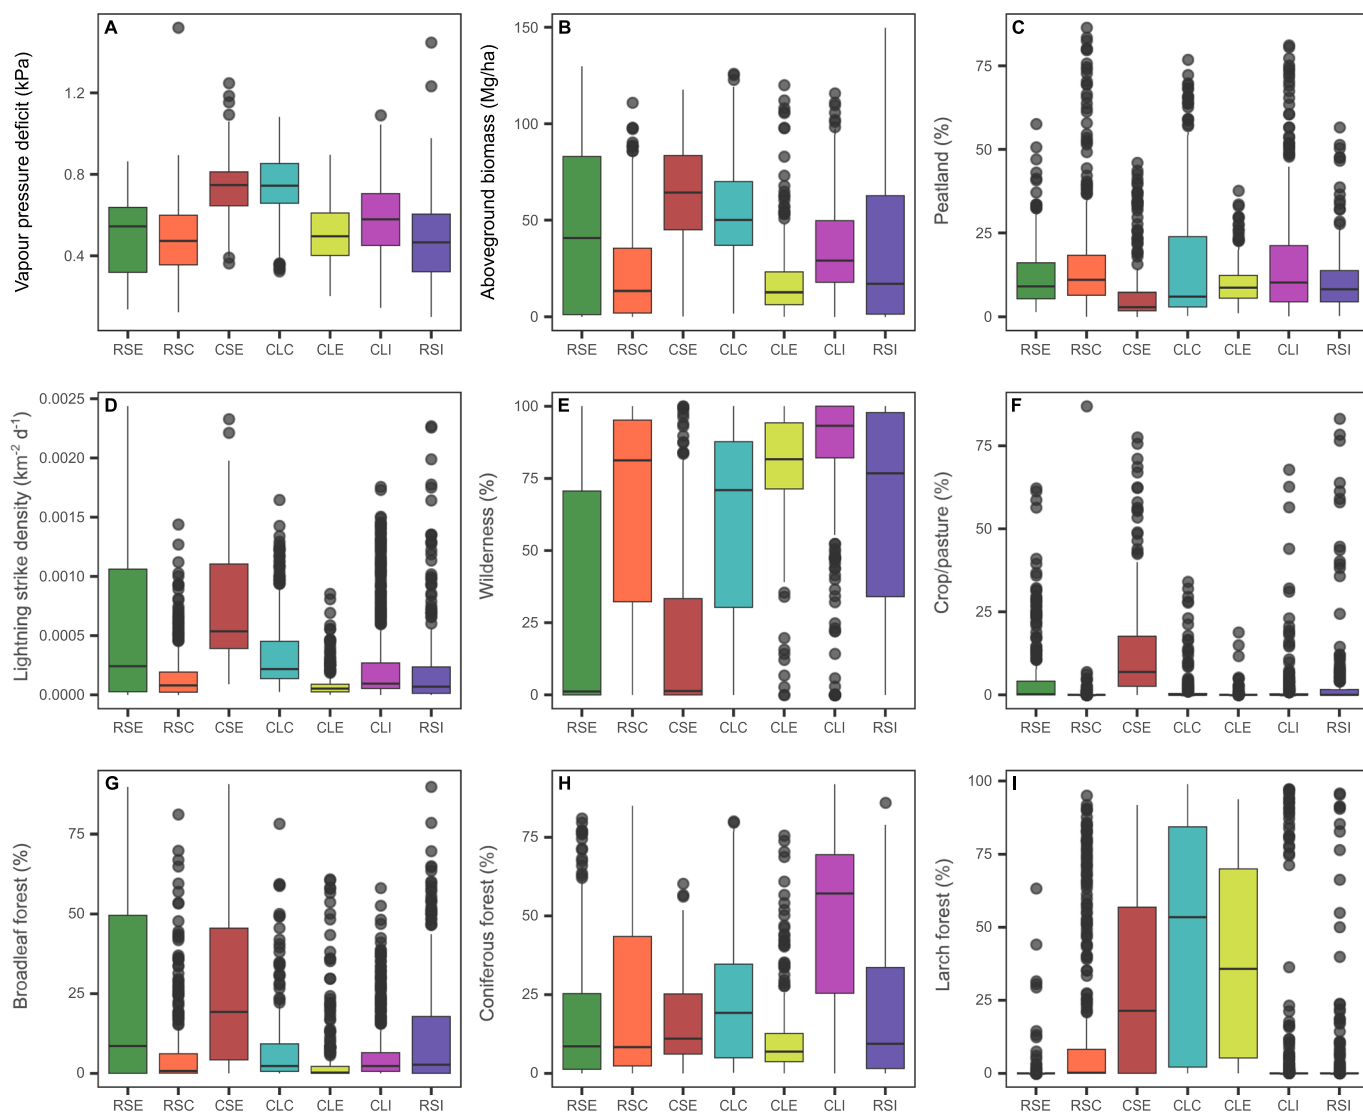 A
Vapour pressure deficit (kPa)
1.2
0.8
0.4
RSE RSC CSE CLC CLE CLI RSI
B
Aboveground biomass (Mg/ha)
150
100
50
0
RSE RSC CSE CLC CLE CLI RSI
C
Peatland (%)
75
50
25
0
RSE RSC CSE CLC CLE CLI RSI
D
Lightning strike density (km⁻² d⁻¹)
0.0025
0.0020
0.0015
0.0010
0.0005
0.0000
RSE RSC CSE CLC CLE CLI RSI
E
Wilderness (%)
100
75
50
25
0
RSE RSC CSE CLC CLE CLI RSI
F
Crop/pasture (%)
75
50
25
0
RSE RSC CSE CLC CLE CLI RSI
G
Broadleaf forest (%)
75
50
25
0
RSE RSC CSE CLC CLE CLI RSI
H
Coniferous forest (%)
75
50
25
0
RSE RSC CSE CLC CLE CLI RSI
I
Larch forest (%)
100
75
50
25
0
RSE RSC CSE CLC CLE CLI RSI